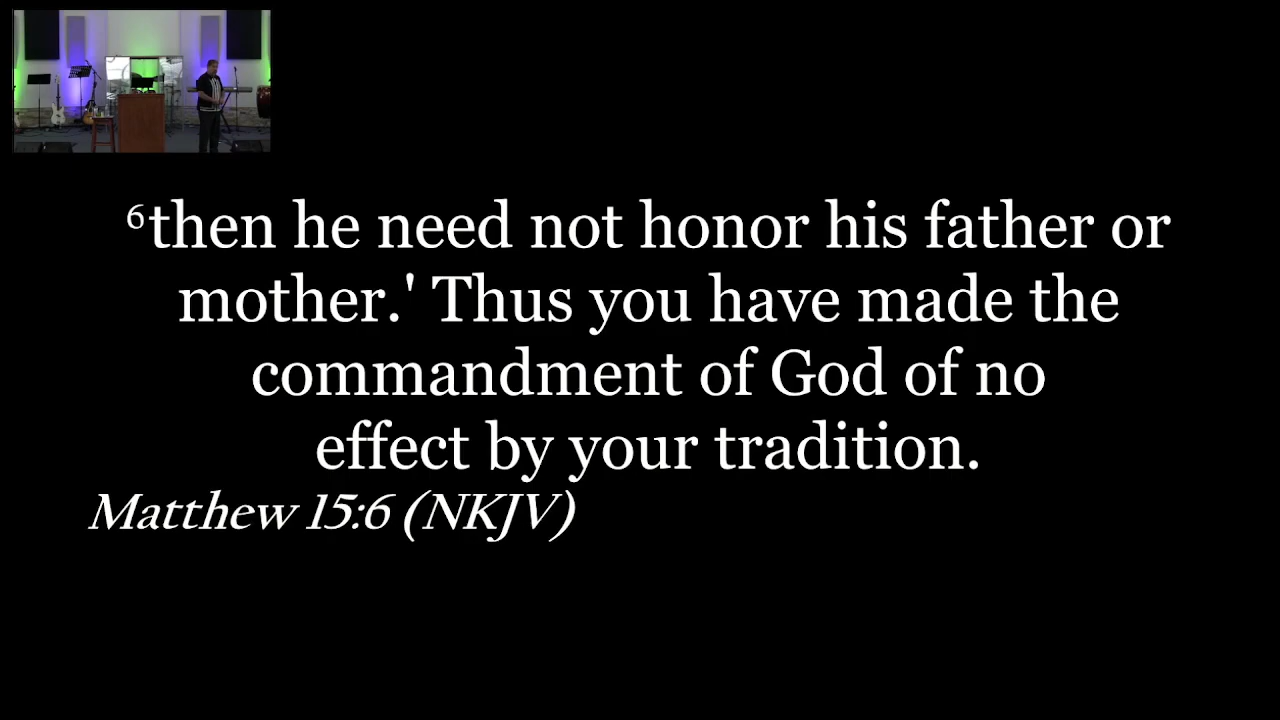 6then he need not honor his father or
mother.' Thus you have made the
commandment of God of no
effect by your tradition.
Matthew 15:6 (NKJV)